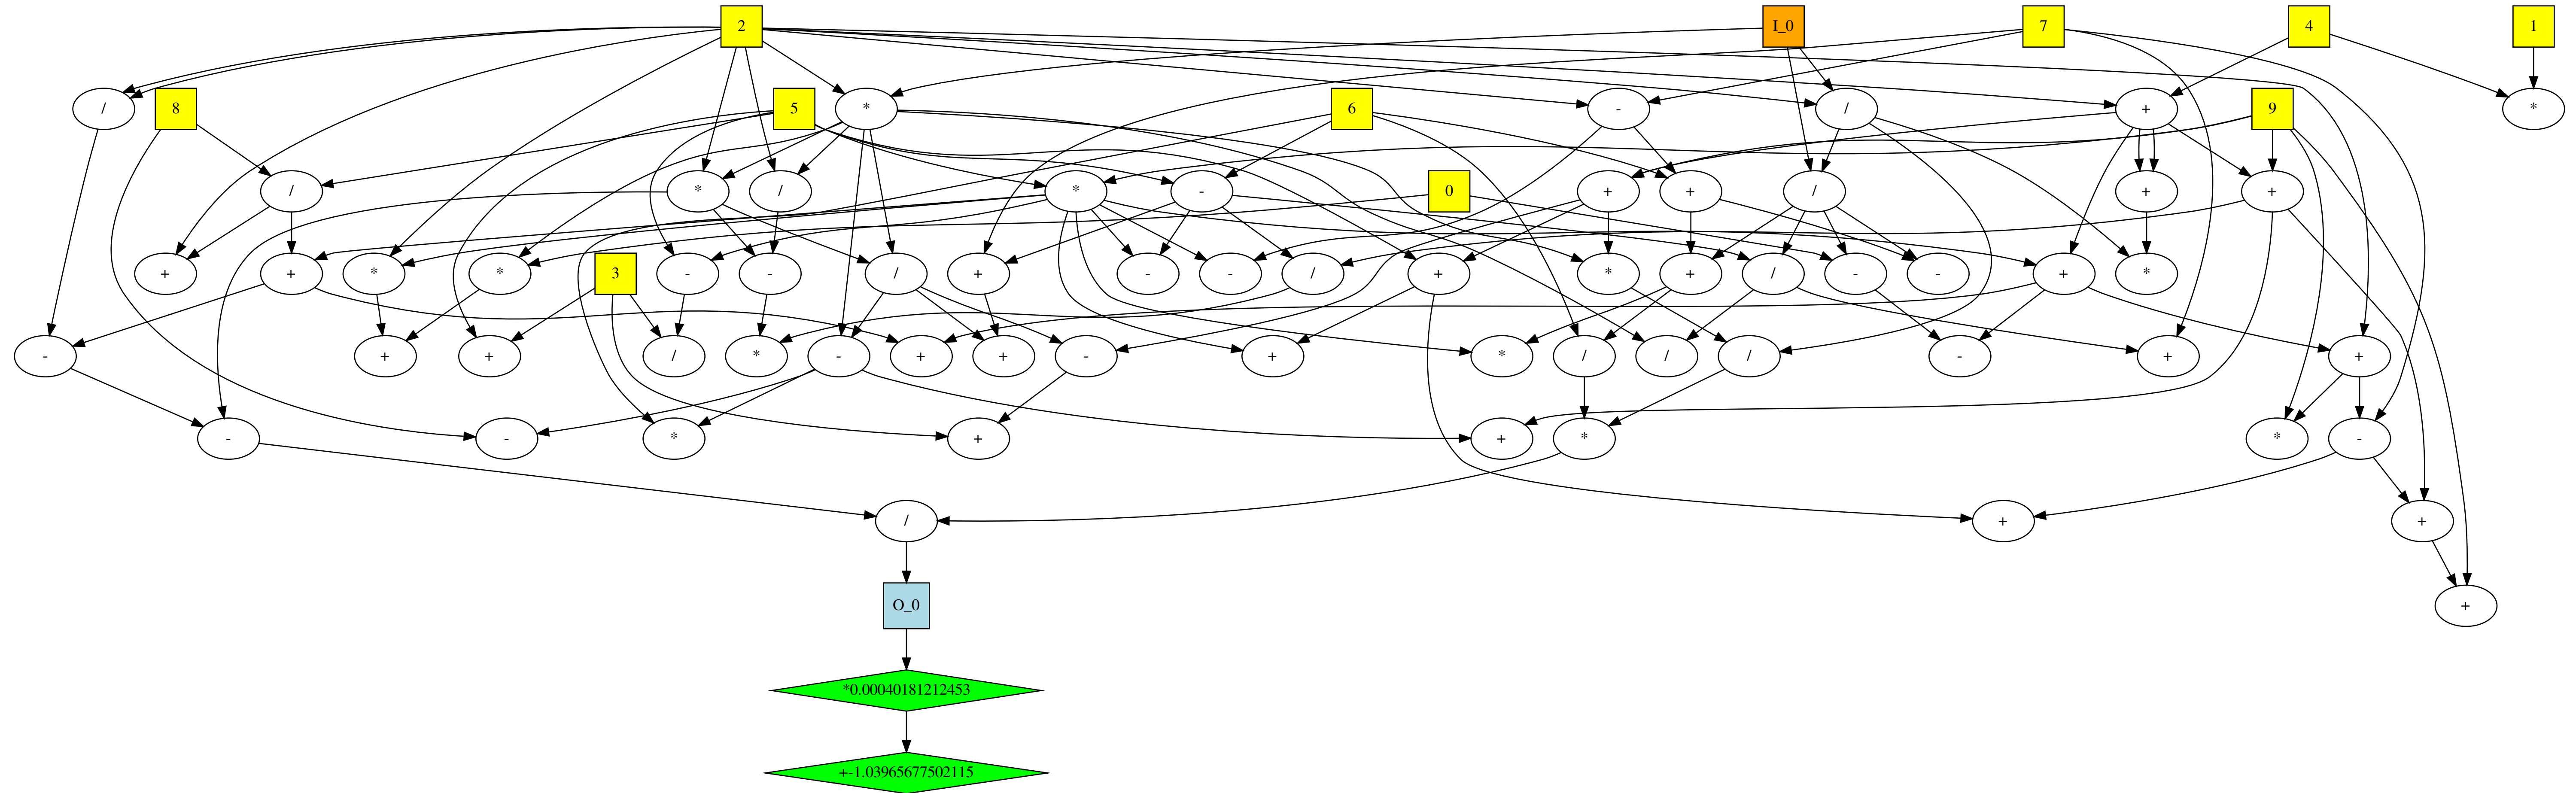 2 I_0 7 4 1
/ 8 5 * 6 - / + 9 *
/ * / * - 0 + + / + +
+ + * * 3 - - / + - - / + * + / - - + *
- + + / * - + + - + * / / / - + +
- - * + + * * -
/ + +
O_0 +
*0.00040181212453
+-1.03965677502115